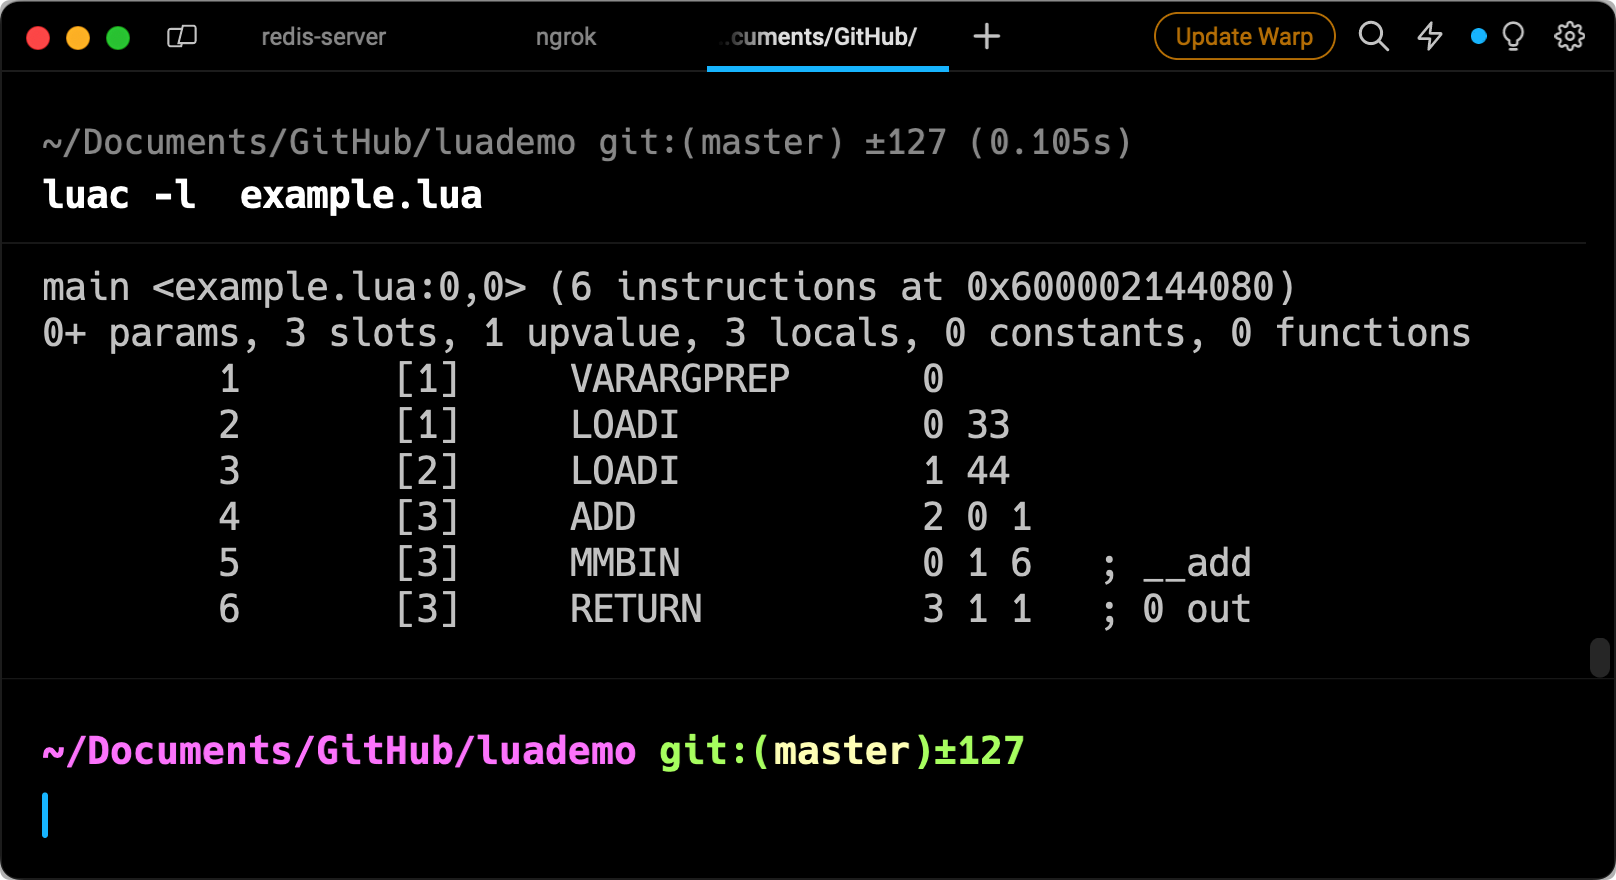 redis-server ngrok ..cuments/GitHub/ Update Warp
~/Documents/GitHub/luademo git:(master) ±127 (0.105s)
luac -l  example.lua
main <example.lua:0,0> (6 instructions at 0x600002144080)
0+ params, 3 slots, 1 upvalue, 3 locals, 0 constants, 0 functions
1 [1] VARARGPREP 0
2 [1] LOADI 0 33
3 [2] LOADI 1 44
4 [3] ADD 2 0 1
5 [3] MMBIN 0 1 6 ; __add
6 [3] RETURN 3 1 1 ; 0 out
~/Documents/GitHub/luademo git:(master)±127